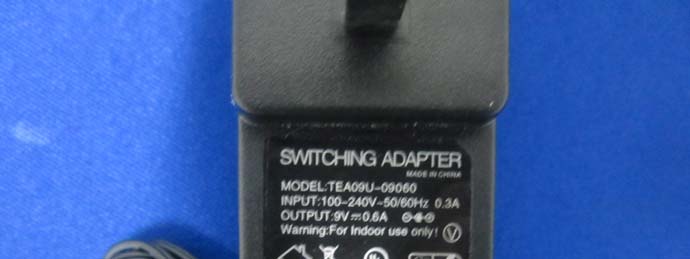 SWITCHING ADAPTER
MADE IN CHINA
MODEL:TEA09U-09060
INPUT:100-240V~50/60Hz 0.3A
OUTPUT:9V⎓0.6A
Warning:For Indoor use only! V